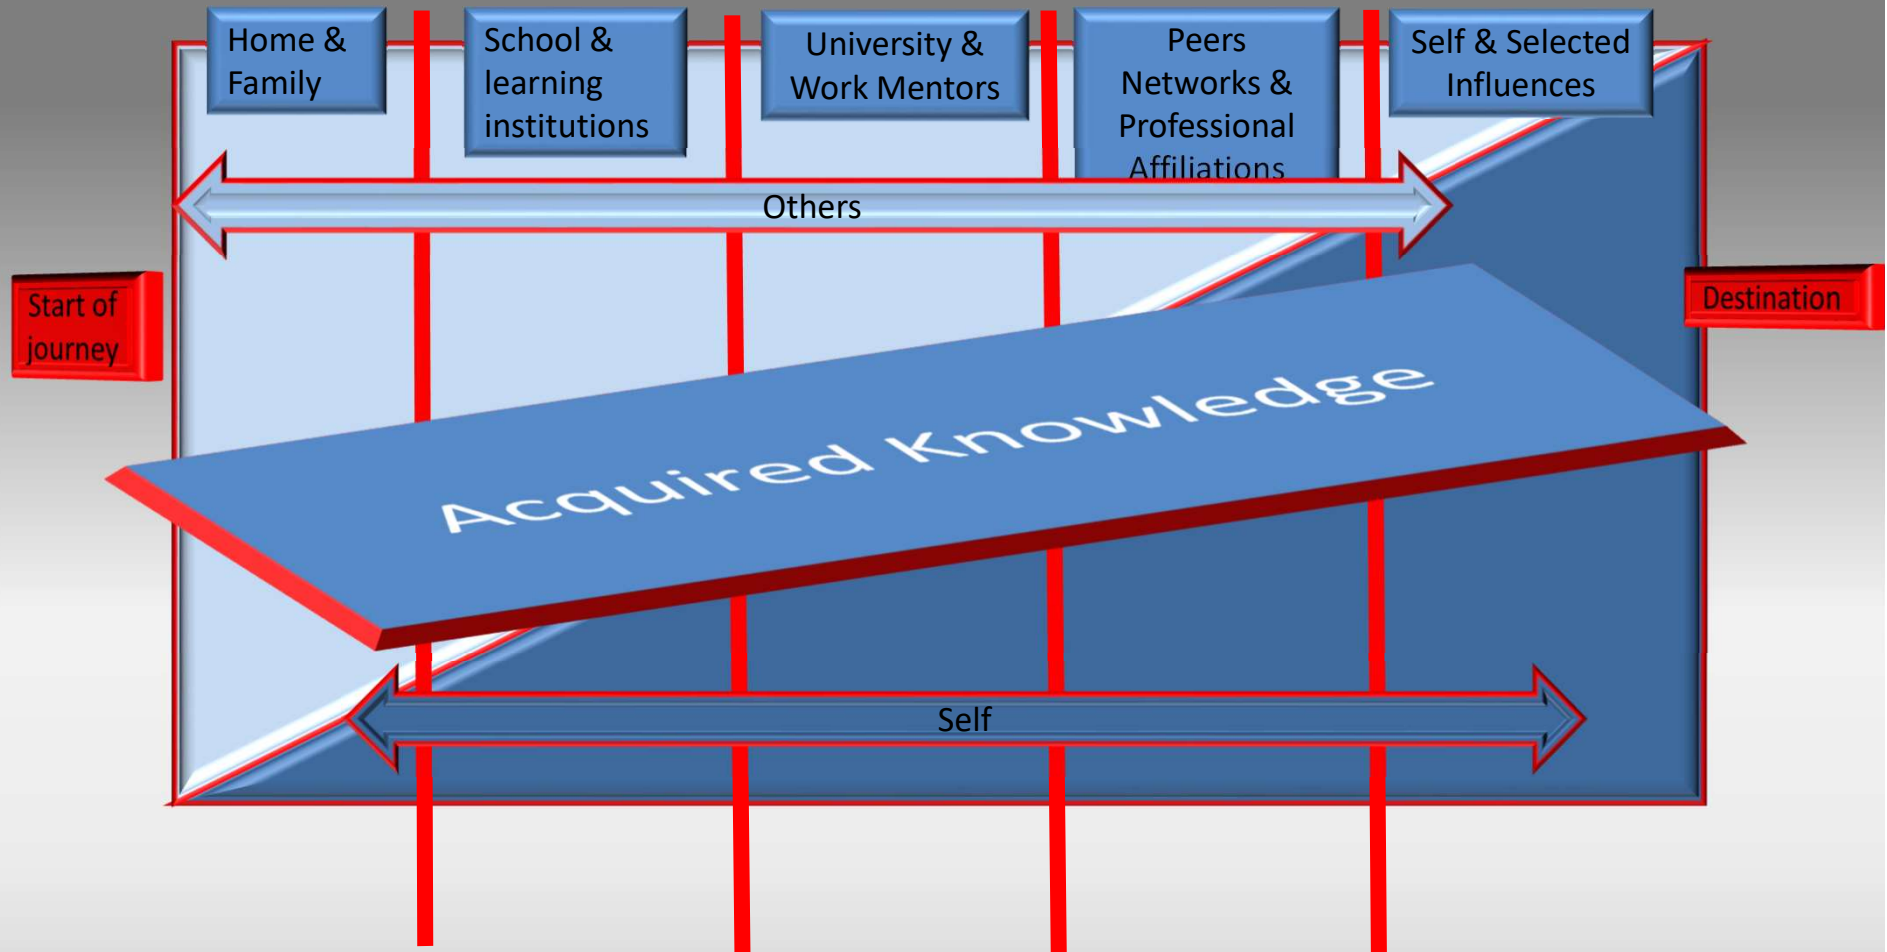 Home &
Family
School &
learning
institutions
University &
Work Mentors
Peers
Networks &
Professional
Affiliations
Self & Selected
Influences
Others
Start of
journey
Destination
Acquired Knowledge
Self